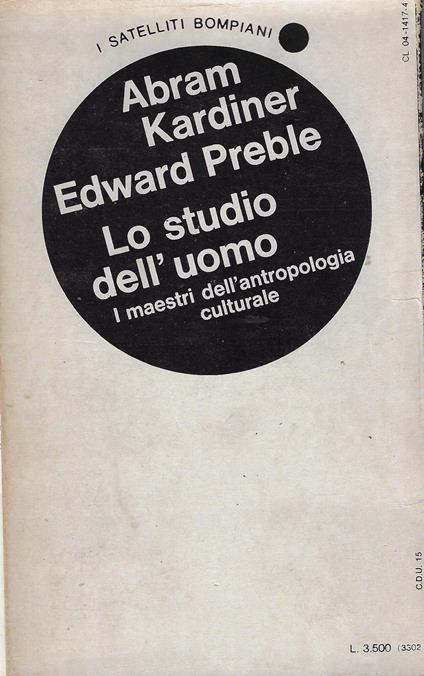 I SATELLITI BOMPIANI
Abram
Kardiner
Edward Preble
Lo studio
dell'uomo
I maestri dell'antropologia
culturale
CL 04-1417-4
C.D.U. 15
L. 3.500 (3302